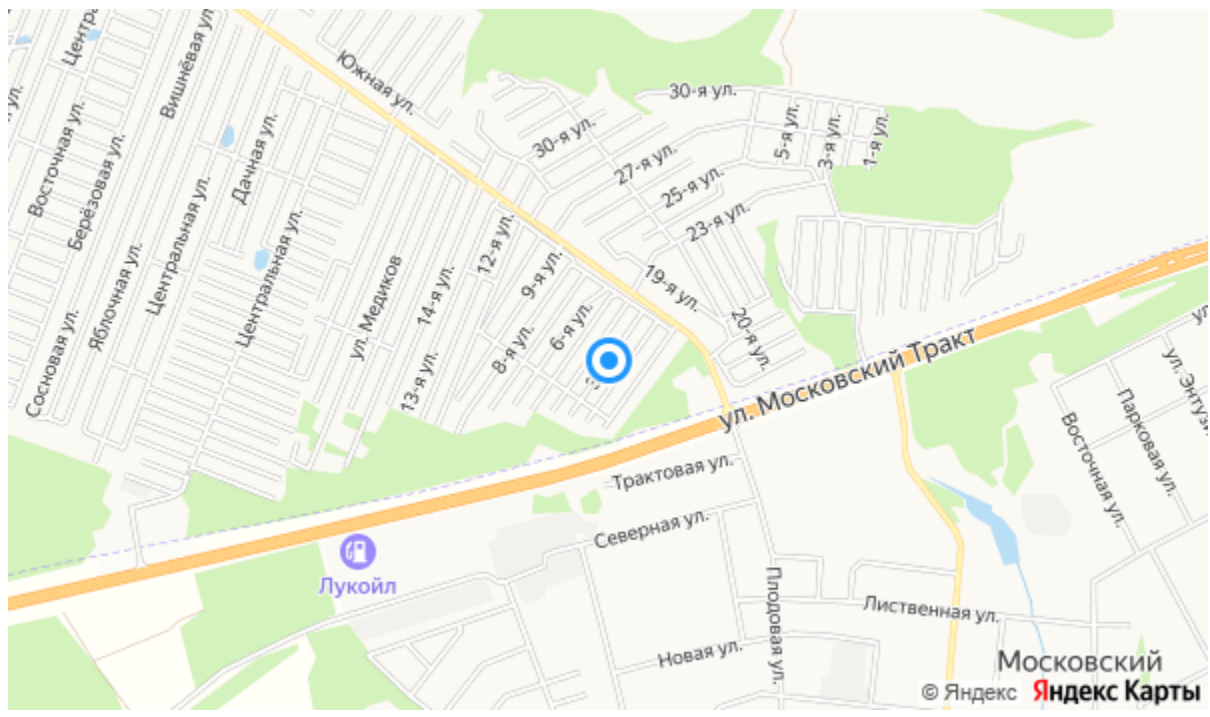 Центра
Южная ул.
Вишнёвая ул.
30-я ул.
Восточная ул.
Берёзовая ул.
Дачная ул.
30-я ул.
27-я ул.
5-я ул.
3-я ул.
1-я ул.
25-я ул.
Центральная ул.
Центральная ул.
12-я ул.
23-я ул.
9-я ул.
19-я ул.
Яблочная ул.
ул. Медиков
14-я ул.
6-я ул.
20-я ул.
Сосновая ул.
8-я ул.
13-я ул.
ул. Московский Тракт
ул. Энтузи
Парковая ул.
Восточная ул.
Трактовая ул.
Северная ул.
Лукойл
Плодовая ул.
Лиственная ул.
Новая ул.
Московский
© Яндекс Яндекс Карты